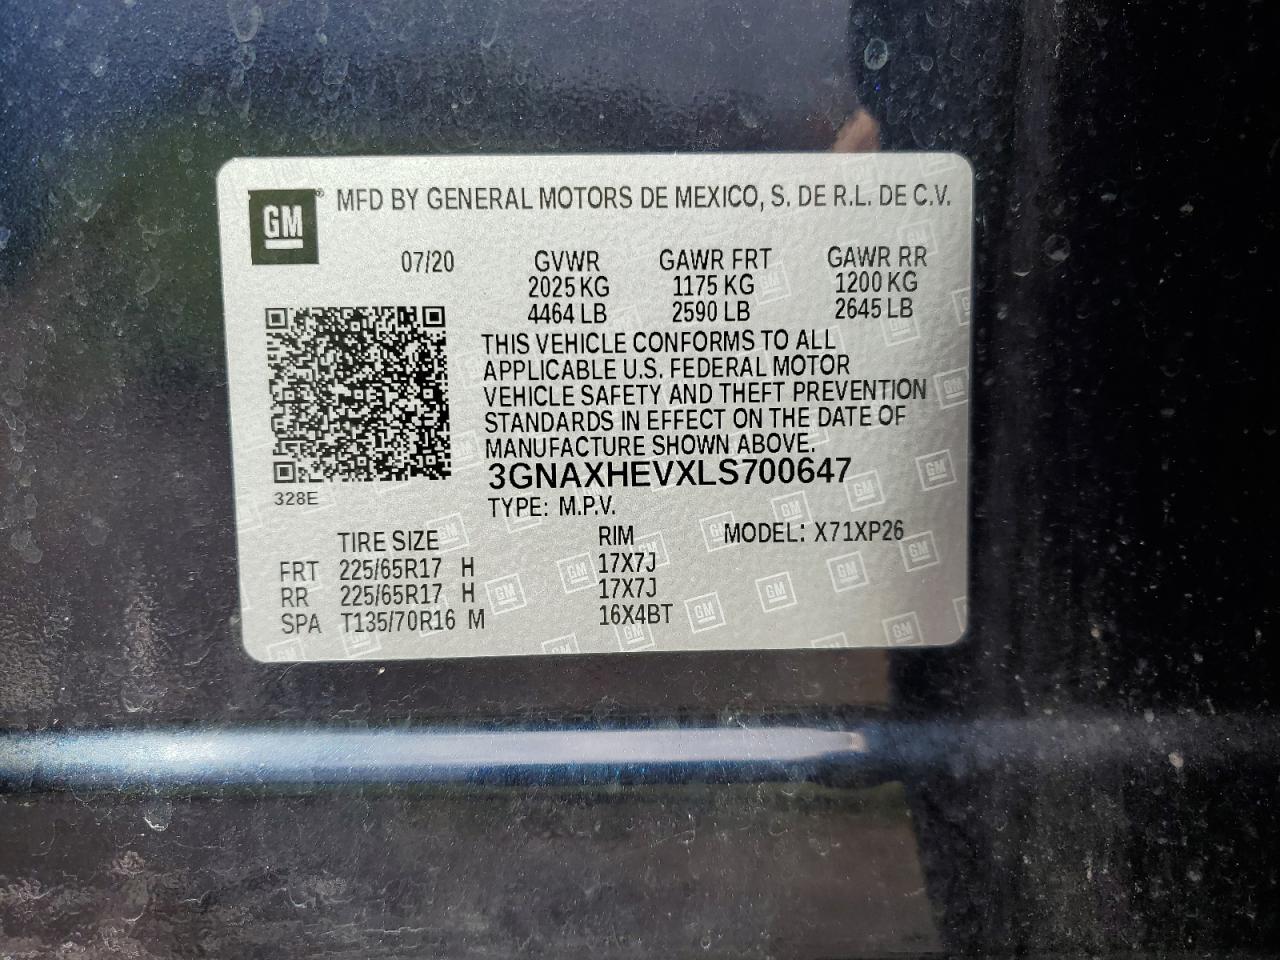 GM® MFD BY GENERAL MOTORS DE MEXICO, S. DE R.L. DE C.V.
07/20 GVWR GAWR FRT GAWR RR
2025 KG 1175 KG 1200 KG
4464 LB 2590 LB 2645 LB
THIS VEHICLE CONFORMS TO ALL
APPLICABLE U.S. FEDERAL MOTOR
VEHICLE SAFETY AND THEFT PREVENTION
STANDARDS IN EFFECT ON THE DATE OF
MANUFACTURE SHOWN ABOVE.
3GNAXHEVXLS700647
328E
TYPE: M.P.V.
TIRE SIZE RIM MODEL: X71XP26
FRT 225/65R17 H 17X7J
RR 225/65R17 H 17X7J
SPA T135/70R16 M 16X4BT